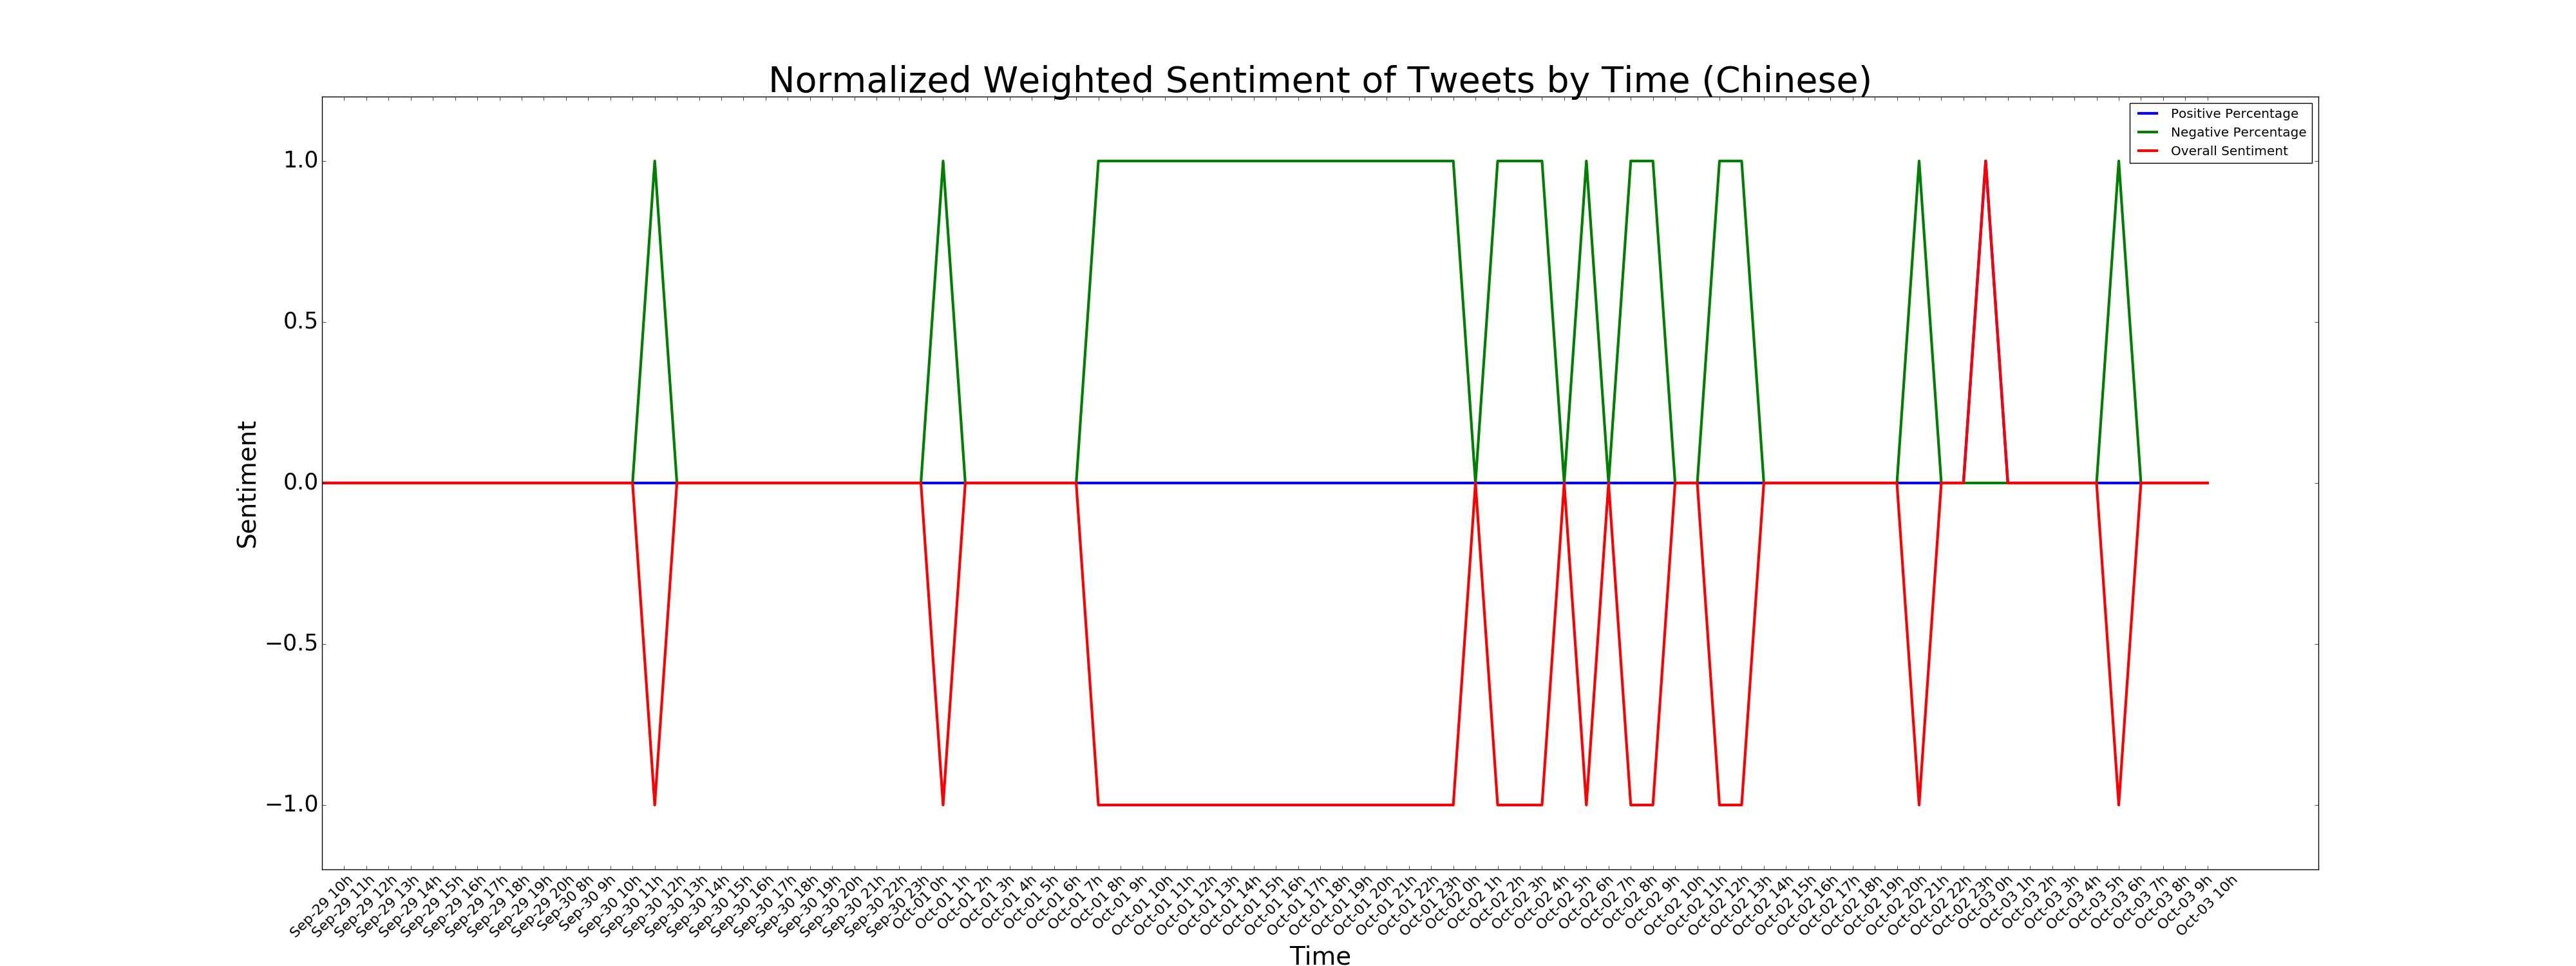 Normalized Weighted Sentiment of Tweets by Time (Chinese)
Positive Percentage
Negative Percentage
Overall Sentiment
1.0
0.5
0.0
−0.5
−1.0
Sentiment
Sep-29 10h
Sep-29 11h
Sep-29 12h
Sep-29 13h
Sep-29 14h
Sep-29 15h
Sep-29 16h
Sep-29 17h
Sep-29 18h
Sep-29 19h
Sep-29 20h
Sep-30 8h
Sep-30 9h
Sep-30 10h
Sep-30 11h
Sep-30 12h
Sep-30 13h
Sep-30 14h
Sep-30 15h
Sep-30 16h
Sep-30 17h
Sep-30 18h
Sep-30 19h
Sep-30 20h
Sep-30 21h
Sep-30 22h
Sep-30 23h
Oct-01 0h
Oct-01 1h
Oct-01 2h
Oct-01 3h
Oct-01 4h
Oct-01 5h
Oct-01 6h
Oct-01 7h
Oct-01 8h
Oct-01 9h
Oct-01 10h
Oct-01 11h
Oct-01 12h
Oct-01 13h
Oct-01 14h
Oct-01 15h
Oct-01 16h
Oct-01 17h
Oct-01 18h
Oct-01 19h
Oct-01 20h
Oct-01 21h
Oct-01 22h
Oct-01 23h
Oct-02 0h
Oct-02 1h
Oct-02 2h
Oct-02 3h
Oct-02 4h
Oct-02 5h
Oct-02 6h
Oct-02 7h
Oct-02 8h
Oct-02 9h
Oct-02 10h
Oct-02 11h
Oct-02 12h
Oct-02 13h
Oct-02 14h
Oct-02 15h
Oct-02 16h
Oct-02 17h
Oct-02 18h
Oct-02 19h
Oct-02 20h
Oct-02 21h
Oct-02 22h
Oct-02 23h
Oct-03 0h
Oct-03 1h
Oct-03 2h
Oct-03 3h
Oct-03 4h
Oct-03 5h
Oct-03 6h
Oct-03 7h
Oct-03 8h
Oct-03 9h
Oct-03 10h
Time